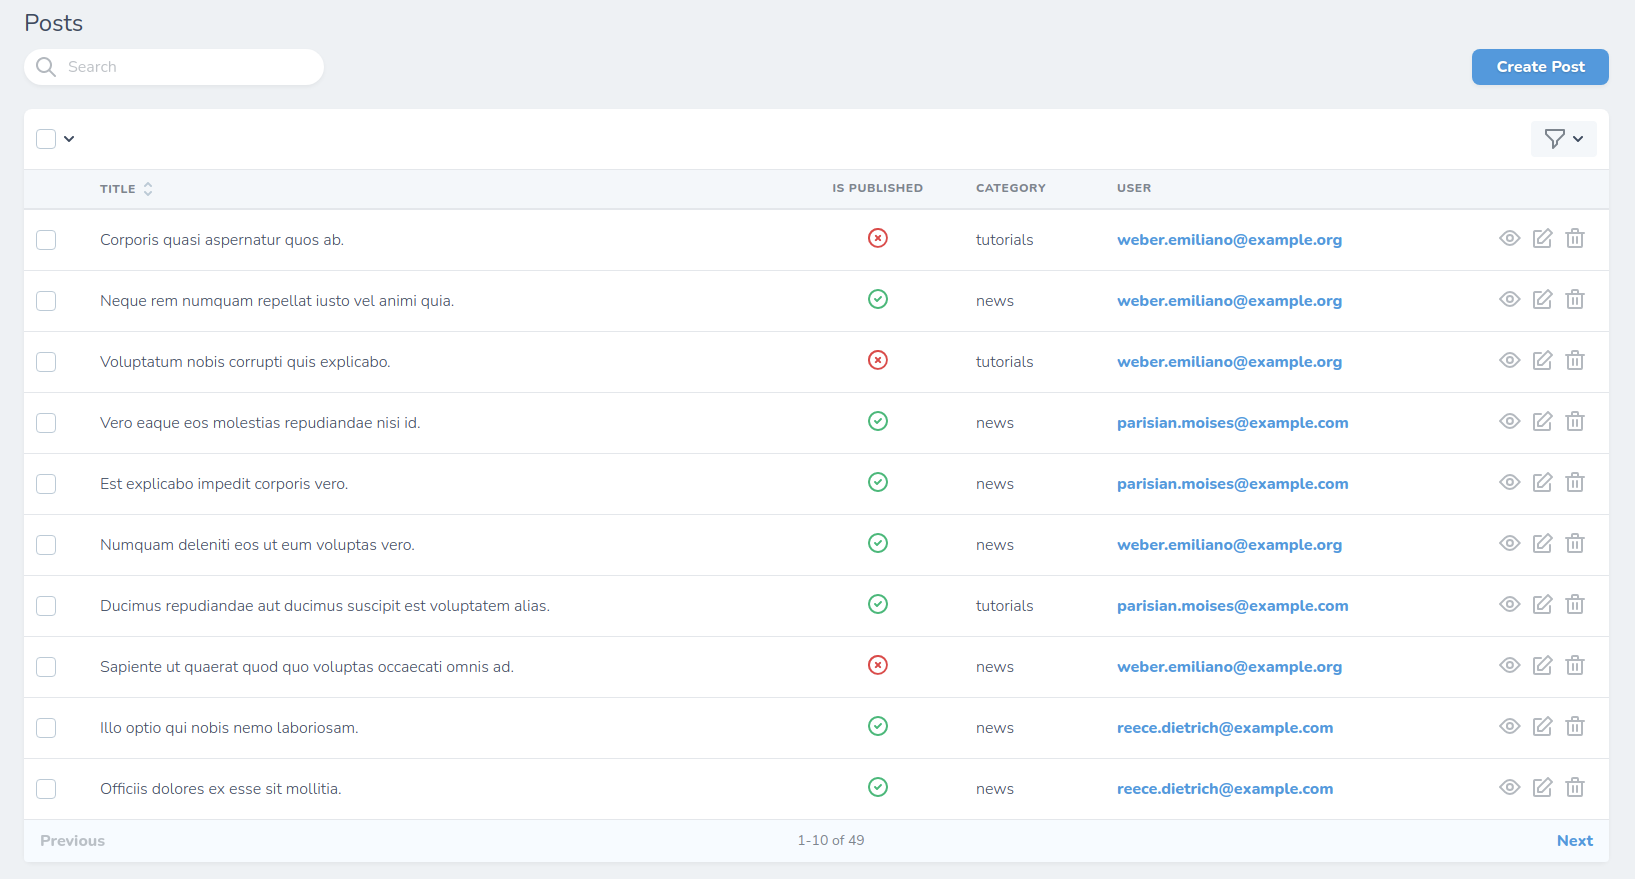 Posts
Search
Create Post
TITLE IS PUBLISHED CATEGORY USER
Corporis quasi aspernatur quos ab. tutorials weber.emiliano@example.org
Neque rem numquam repellat iusto vel animi quia. news weber.emiliano@example.org
Voluptatum nobis corrupti quis explicabo. tutorials weber.emiliano@example.org
Vero eaque eos molestias repudiandae nisi id. news parisian.moises@example.com
Est explicabo impedit corporis vero. news parisian.moises@example.com
Numquam deleniti eos ut eum voluptas vero. news weber.emiliano@example.org
Ducimus repudiandae aut ducimus suscipit est voluptatem alias. tutorials parisian.moises@example.com
Sapiente ut quaerat quod quo voluptas occaecati omnis ad. news weber.emiliano@example.org
Illo optio qui nobis nemo laboriosam. news reece.dietrich@example.com
Officiis dolores ex esse sit mollitia. news reece.dietrich@example.com
Previous 1-10 of 49 Next